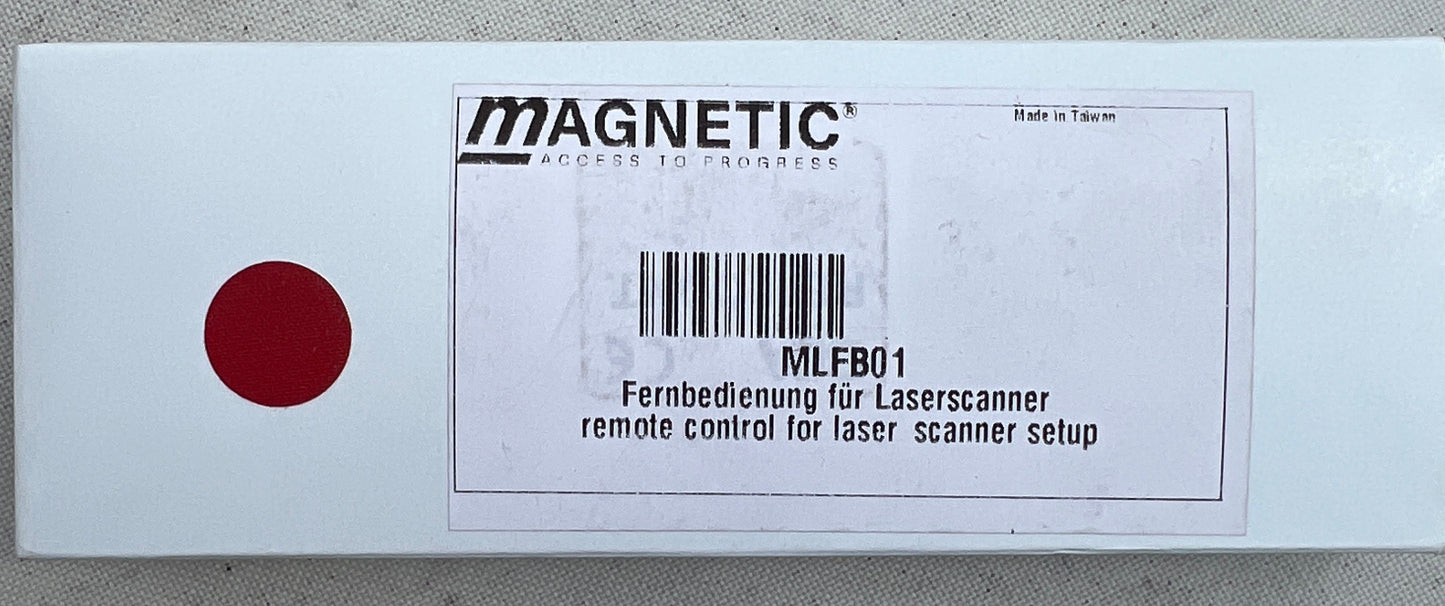 mAGNETIC®
Made in Taiwan
ACCESS TO PROGRESS
MLFB01
Fernbedienung für Laserscanner
remote control for laser scanner setup